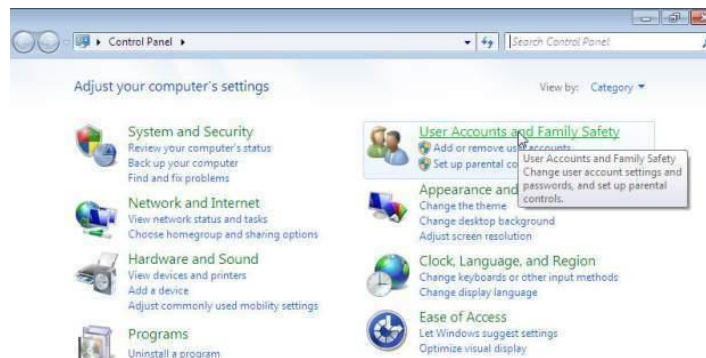 Control Panel
Search Control Panel
Adjust your computer's settings
View by: Category
System and Security
Review your computer's status
Back up your computer
Find and fix problems
Network and Internet
View network status and tasks
Choose homegroup and sharing options
Hardware and Sound
View devices and printers
Add a device
Adjust commonly used mobility settings
Programs
Uninstall a program
User Accounts and Family Safety
Add or remove user accounts
Set up parental co
User Accounts and Family Safety
Change user account settings and
passwords, and set up parental
controls.
Appearance and
Change the theme
Change desktop background
Adjust screen resolution
Clock, Language, and Region
Change keyboards or other input methods
Change display language
Ease of Access
Let Windows suggest settings
Optimize visual display